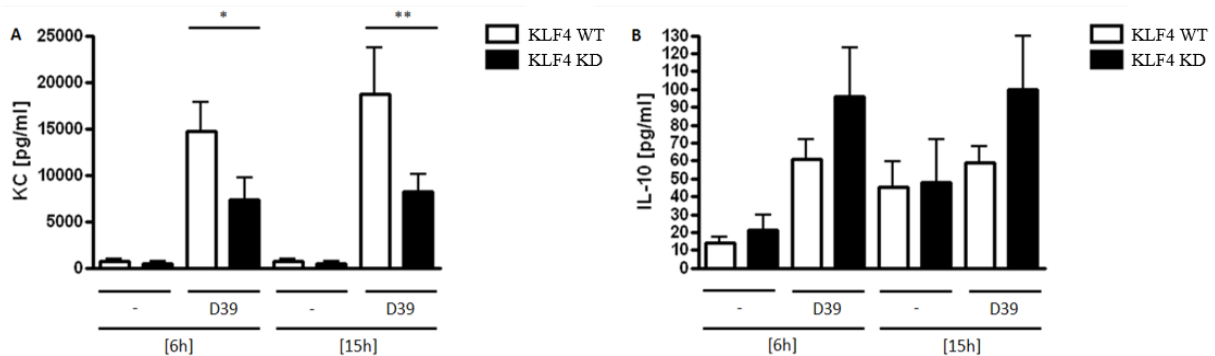 A
*
**
KLF4 WT
KLF4 KD
25000
20000
15000
10000
5000
0
KC [pg/ml]
- D39 - D39
[6h] [15h]
B
KLF4 WT
KLF4 KD
130
120
110
100
90
80
70
60
50
40
30
20
10
0
IL-10 [pg/ml]
- D39 - D39
[6h] [15h]